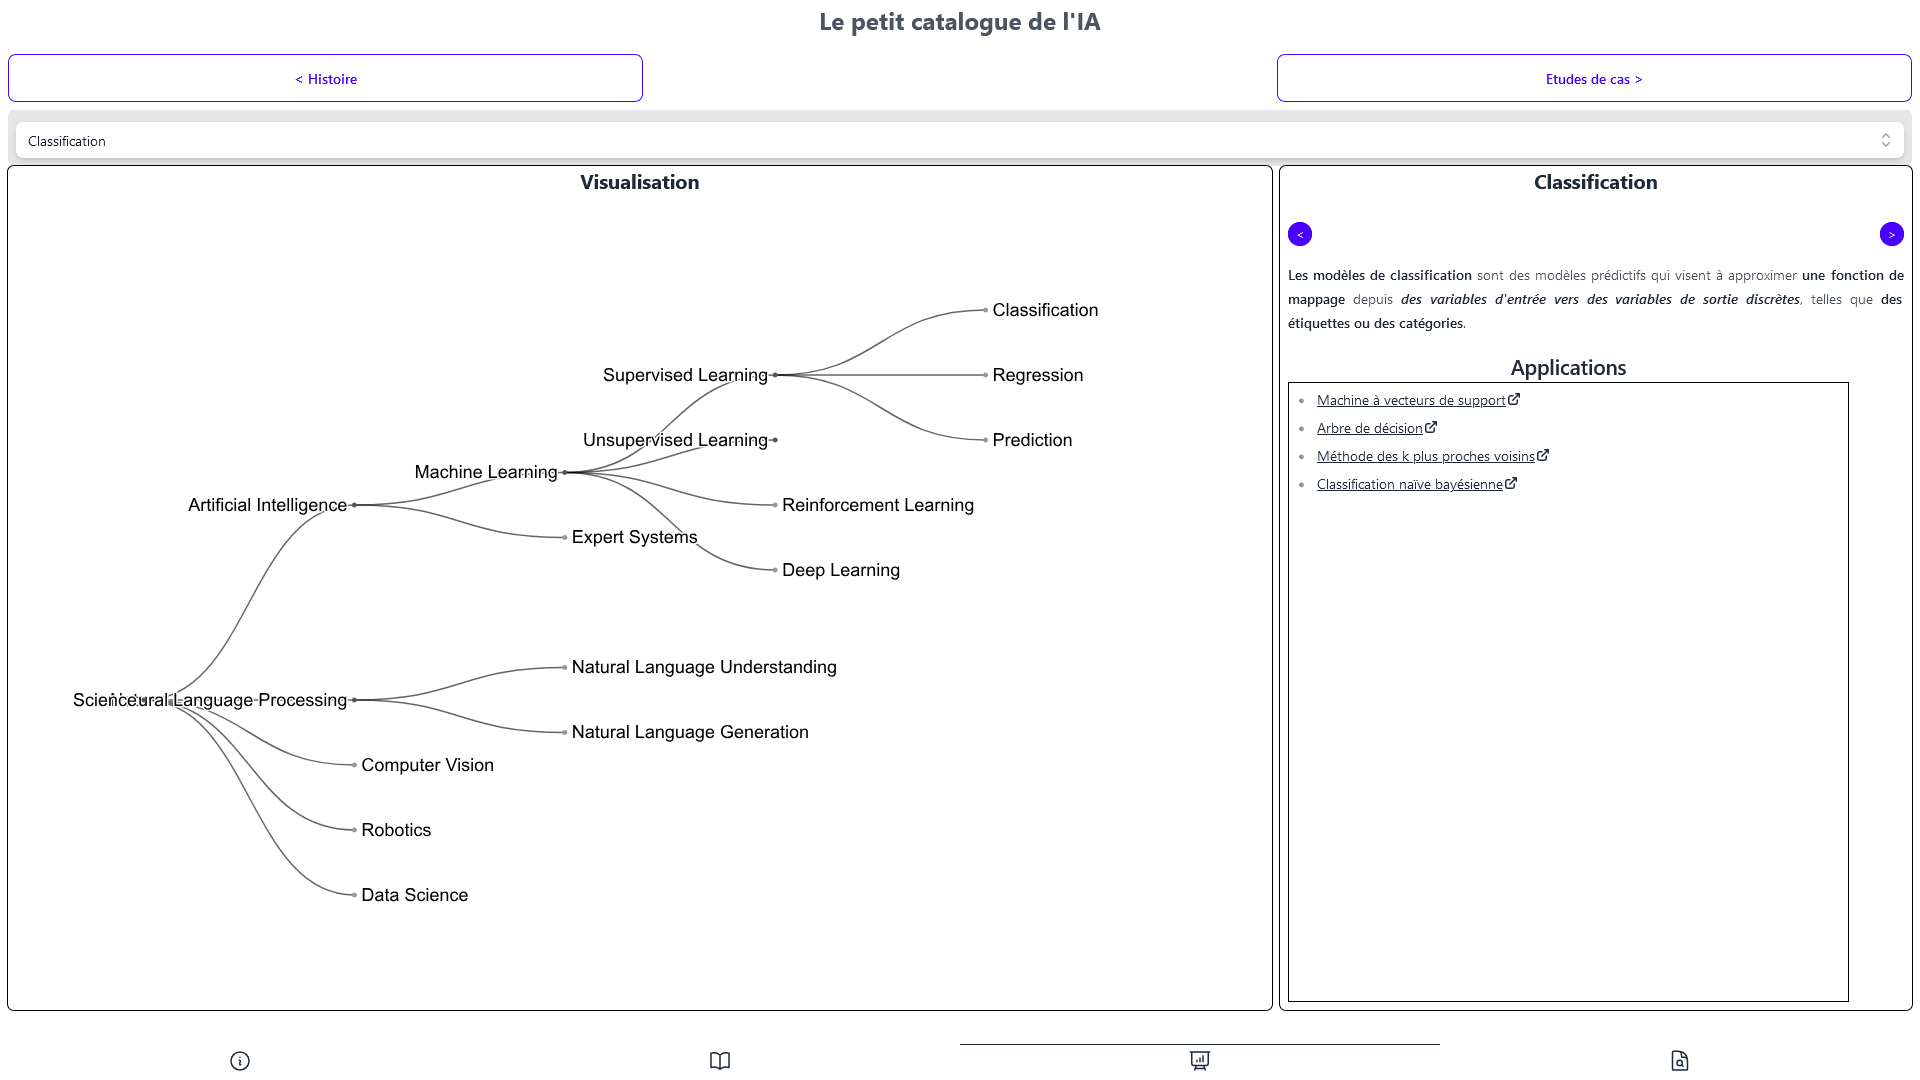 Le petit catalogue de l'IA
< Histoire
Etudes de cas >
Classification
Visualisation
Classification
Supervised Learning
Regression
Unsupervised Learning
Prediction
Machine Learning
Artificial Intelligence
Reinforcement Learning
Expert Systems
Deep Learning
Natural Language Understanding
Language Processing
Natural Language Generation
Computer Vision
Robotics
Data Science
Classification
<
>
Les modèles de classification sont des modèles prédictifs qui visent à approximer une fonction de
mappage depuis des variables d'entrée vers des variables de sortie discrètes, telles que des
étiquettes ou des catégories.
Applications
Machine à vecteurs de support
Arbre de décision
Méthode des k plus proches voisins
Classification naïve bayésienne